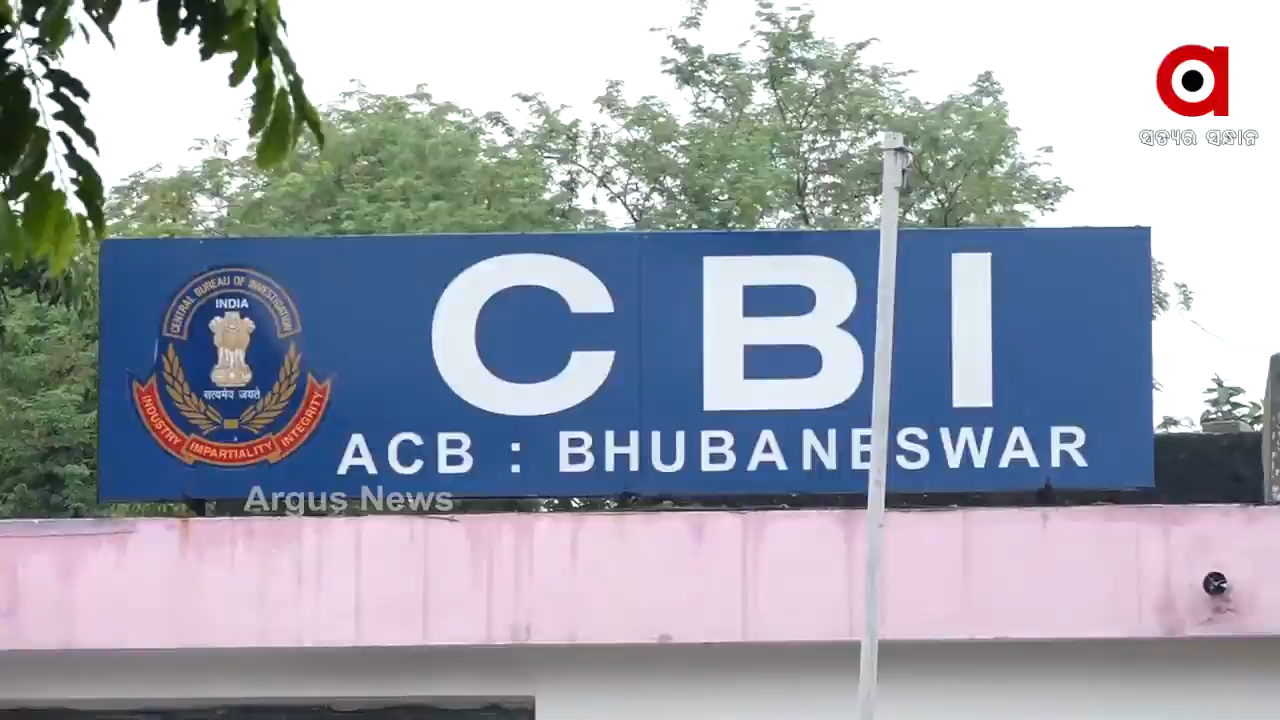 ସତ୍ୟର ସନ୍ଧାନ
CENTRAL BUREAU OF INVESTIGATION
INDIA
सत्यमेव जयते
INDUSTRY IMPARTIALITY INTEGRITY
CBI
ACB : BHUBANESWAR
Argus News